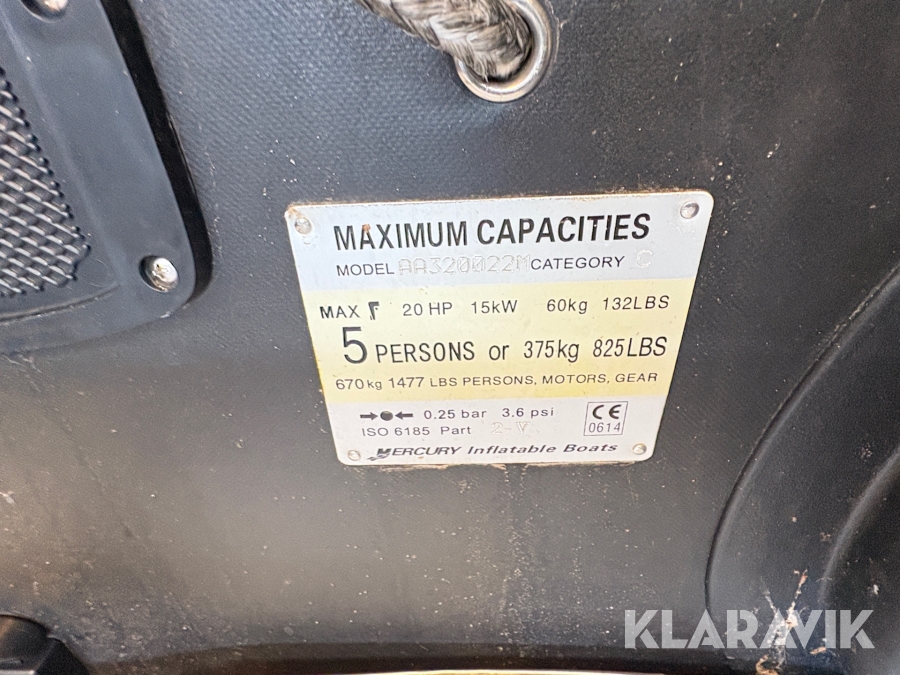 MAXIMUM CAPACITIES
MODEL AA320022M CATEGORY C
MAX 20 HP 15kW 60kg 132LBS
5 PERSONS or 375kg 825LBS
670kg 1477 LBS PERSONS, MOTORS, GEAR
0.25 bar 3.6 psi CE
ISO 6185 Part 2-V 0614
MERCURY Inflatable Boats
KLARAVIK